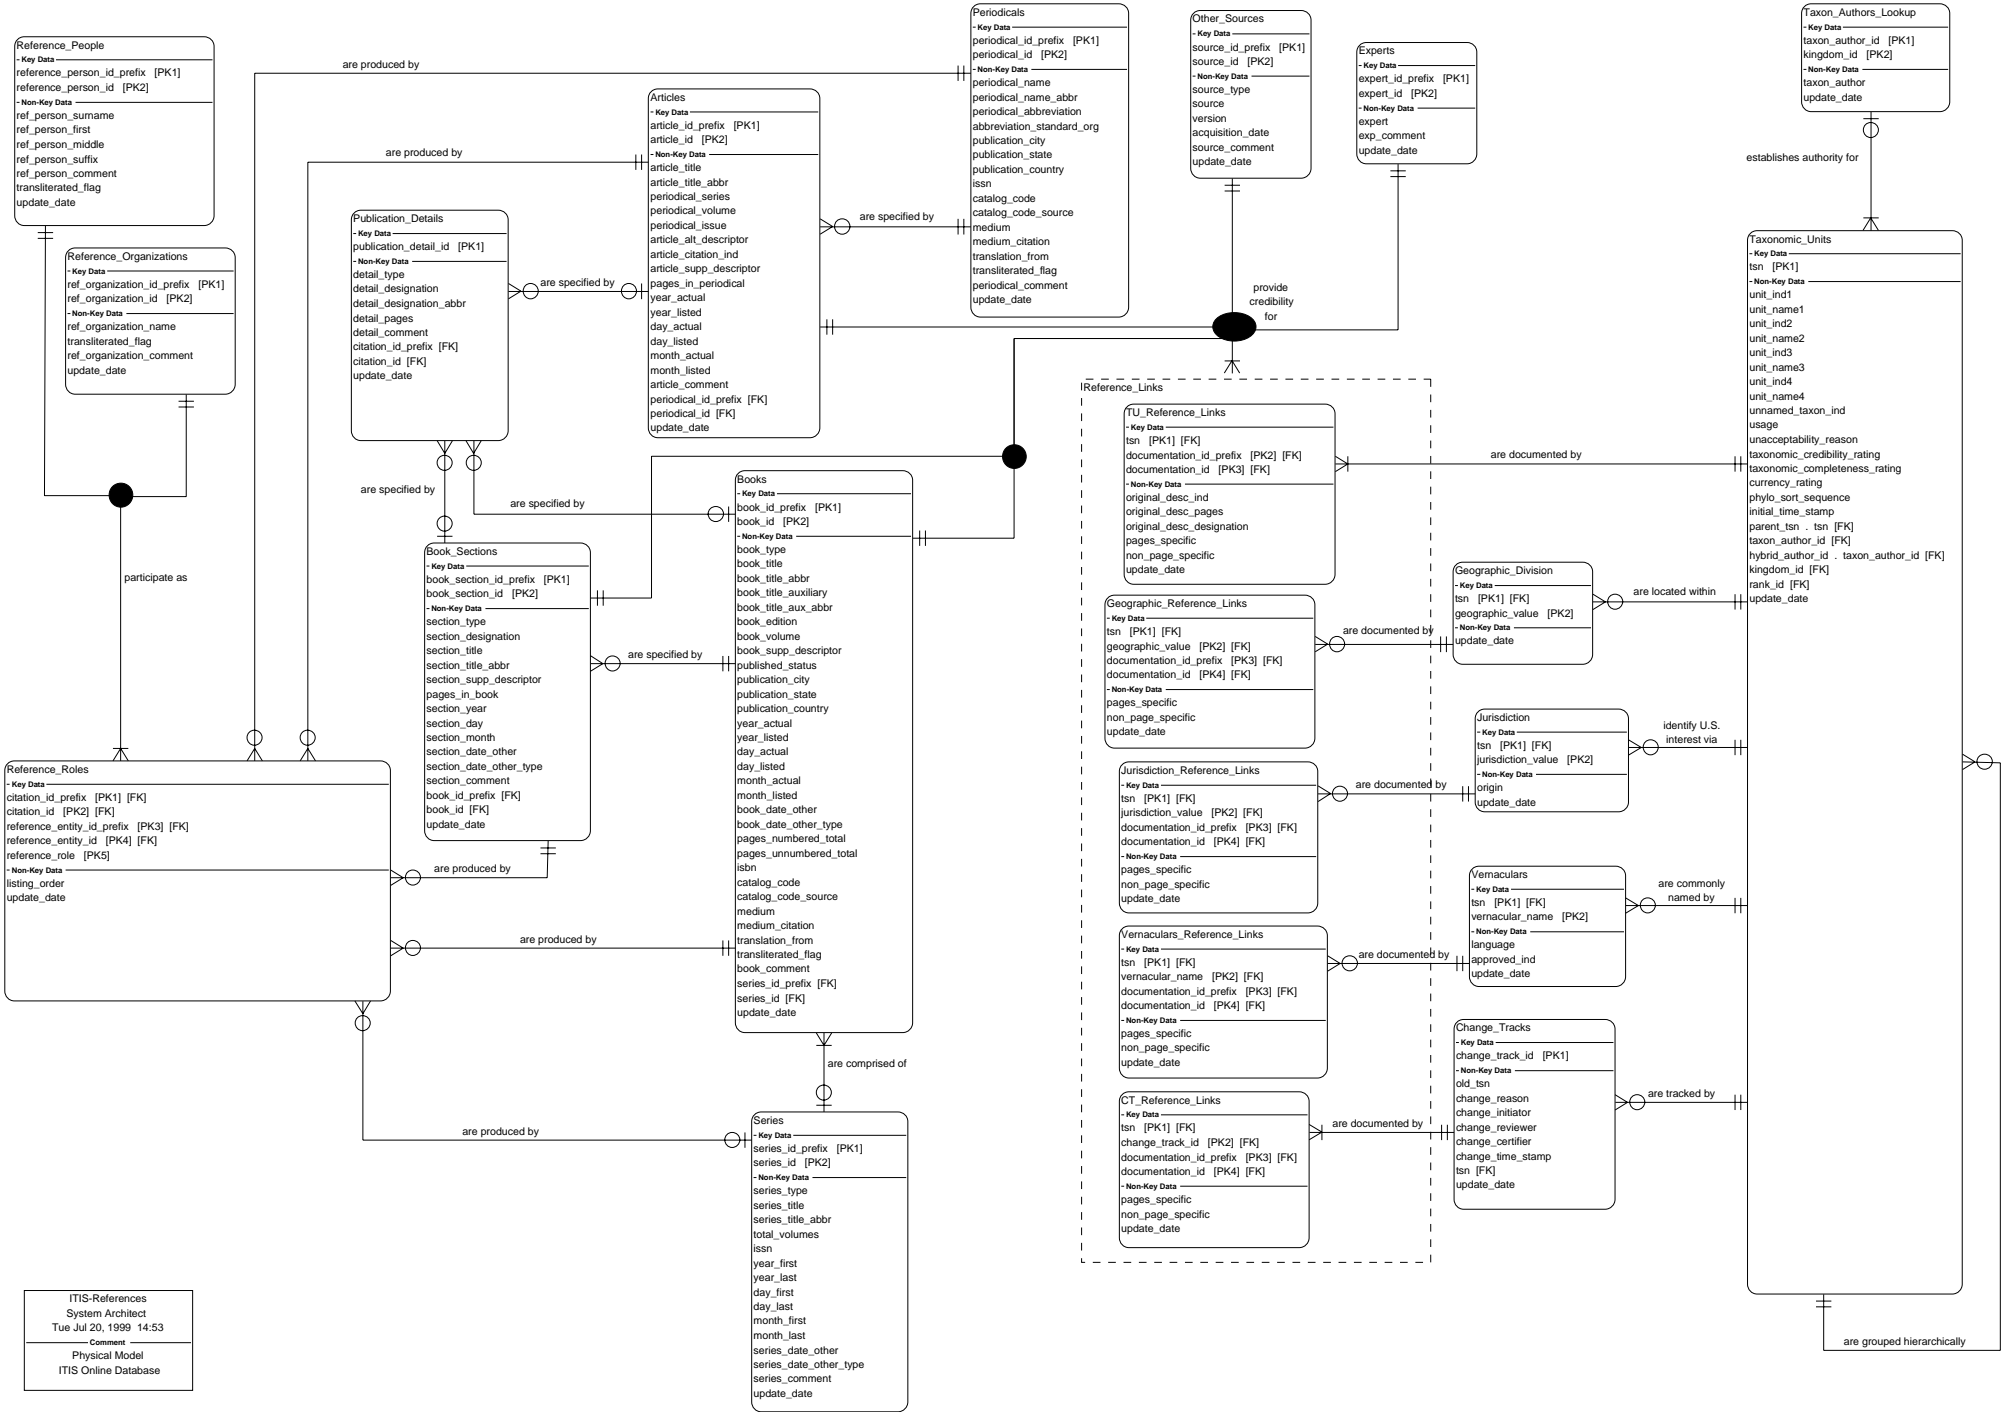 Reference_People
- Key Data
reference_person_id_prefix [PK1]
reference_person_id [PK2]
- Non-Key Data
ref_person_surname
ref_person_first
ref_person_middle
ref_person_suffix
ref_person_comment
transliterated_flag
update_date
Reference_Organizations
- Key Data
ref_organization_id_prefix [PK1]
ref_organization_id [PK2]
- Non-Key Data
ref_organization_name
transliterated_flag
ref_organization_comment
update_date
participate as
Reference_Roles
- Key Data
citation_id_prefix [PK1] [FK]
citation_id [PK2] [FK]
reference_entity_id_prefix [PK3] [FK]
reference_entity_id [PK4] [FK]
reference_role [PK5]
- Non-Key Data
listing_order
update_date
ITIS-References
System Architect
Tue Jul 20, 1999 14:53
Comment
Physical Model
ITIS Online Database
are produced by
are produced by
Publication_Details
- Key Data
publication_detail_id [PK1]
- Non-Key Data
detail_type
detail_designation
detail_designation_abbr
detail_pages
detail_comment
citation_id_prefix [FK]
citation_id [FK]
update_date
are specified by
are specified by
are specified by
Book_Sections
- Key Data
book_section_id_prefix [PK1]
book_section_id [PK2]
- Non-Key Data
section_type
section_designation
section_title
section_title_abbr
section_supp_descriptor
pages_in_book
section_year
section_day
section_month
section_date_other
section_date_other_type
section_comment
book_id_prefix [FK]
book_id [FK]
update_date
are produced by
are produced by
are produced by
Articles
- Key Data
article_id_prefix [PK1]
article_id [PK2]
- Non-Key Data
article_title
article_title_abbr
periodical_series
periodical_volume
periodical_issue
article_alt_descriptor
article_citation_ind
article_supp_descriptor
pages_in_periodical
year_actual
year_listed
day_actual
day_listed
month_actual
month_listed
article_comment
periodical_id_prefix [FK]
periodical_id [FK]
update_date
are specified by
are specified by
Books
- Key Data
book_id_prefix [PK1]
book_id [PK2]
- Non-Key Data
book_type
book_title
book_title_abbr
book_title_auxiliary
book_title_aux_abbr
book_edition
book_volume
book_supp_descriptor
published_status
publication_city
publication_state
publication_country
year_actual
year_listed
day_actual
day_listed
month_actual
month_listed
book_date_other
book_date_other_type
pages_numbered_total
pages_unnumbered_total
isbn
catalog_code
catalog_code_source
medium
medium_citation
translation_from
transliterated_flag
book_comment
series_id_prefix [FK]
series_id [FK]
update_date
are comprised of
Series
- Key Data
series_id_prefix [PK1]
series_id [PK2]
- Non-Key Data
series_type
series_title
series_title_abbr
total_volumes
issn
year_first
year_last
day_first
day_last
month_first
month_last
series_date_other
series_date_other_type
series_comment
update_date
Periodicals
- Key Data
periodical_id_prefix [PK1]
periodical_id [PK2]
- Non-Key Data
periodical_name
periodical_name_abbr
periodical_abbreviation
abbreviation_standard_org
publication_city
publication_state
publication_country
issn
catalog_code
catalog_code_source
medium
medium_citation
translation_from
transliterated_flag
periodical_comment
update_date
Other_Sources
- Key Data
source_id_prefix [PK1]
source_id [PK2]
- Non-Key Data
source_type
source
version
acquisition_date
source_comment
update_date
Experts
- Key Data
expert_id_prefix [PK1]
expert_id [PK2]
- Non-Key Data
expert
exp_comment
update_date
provide
credibility
for
Reference_Links
TU_Reference_Links
- Key Data
tsn [PK1] [FK]
documentation_id_prefix [PK2] [FK]
documentation_id [PK3] [FK]
- Non-Key Data
original_desc_ind
original_desc_pages
original_desc_designation
pages_specific
non_page_specific
update_date
Geographic_Reference_Links
- Key Data
tsn [PK1] [FK]
geographic_value [PK2] [FK]
documentation_id_prefix [PK3] [FK]
documentation_id [PK4] [FK]
- Non-Key Data
pages_specific
non_page_specific
update_date
Jurisdiction_Reference_Links
- Key Data
tsn [PK1] [FK]
jurisdiction_value [PK2] [FK]
documentation_id_prefix [PK3] [FK]
documentation_id [PK4] [FK]
- Non-Key Data
pages_specific
non_page_specific
update_date
Vernaculars_Reference_Links
- Key Data
tsn [PK1] [FK]
vernacular_name [PK2] [FK]
documentation_id_prefix [PK3] [FK]
documentation_id [PK4] [FK]
- Non-Key Data
pages_specific
non_page_specific
update_date
CT_Reference_Links
- Key Data
tsn [PK1] [FK]
change_track_id [PK2] [FK]
documentation_id_prefix [PK3] [FK]
documentation_id [PK4] [FK]
- Non-Key Data
pages_specific
non_page_specific
update_date
are documented by
are documented by
are documented by
are documented by
are documented by
Geographic_Division
- Key Data
tsn [PK1] [FK]
geographic_value [PK2]
- Non-Key Data
update_date
Jurisdiction
- Key Data
tsn [PK1] [FK]
jurisdiction_value [PK2]
- Non-Key Data
origin
update_date
Vernaculars
- Key Data
tsn [PK1] [FK]
vernacular_name [PK2]
- Non-Key Data
language
approved_ind
update_date
Change_Tracks
- Key Data
change_track_id [PK1]
- Non-Key Data
old_tsn
change_reason
change_initiator
change_reviewer
change_certifier
change_time_stamp
tsn [FK]
update_date
are located within
identify U.S.
interest via
are commonly
named by
are tracked by
Taxon_Authors_Lookup
- Key Data
taxon_author_id [PK1]
kingdom_id [PK2]
- Non-Key Data
taxon_author
update_date
establishes authority for
Taxonomic_Units
- Key Data
tsn [PK1]
- Non-Key Data
unit_ind1
unit_name1
unit_ind2
unit_name2
unit_ind3
unit_name3
unit_ind4
unit_name4
unnamed_taxon_ind
usage
unacceptability_reason
taxonomic_credibility_rating
taxonomic_completeness_rating
currency_rating
phylo_sort_sequence
initial_time_stamp
parent_tsn . tsn [FK]
taxon_author_id [FK]
hybrid_author_id . taxon_author_id [FK]
kingdom_id [FK]
rank_id [FK]
update_date
are grouped hierarchically